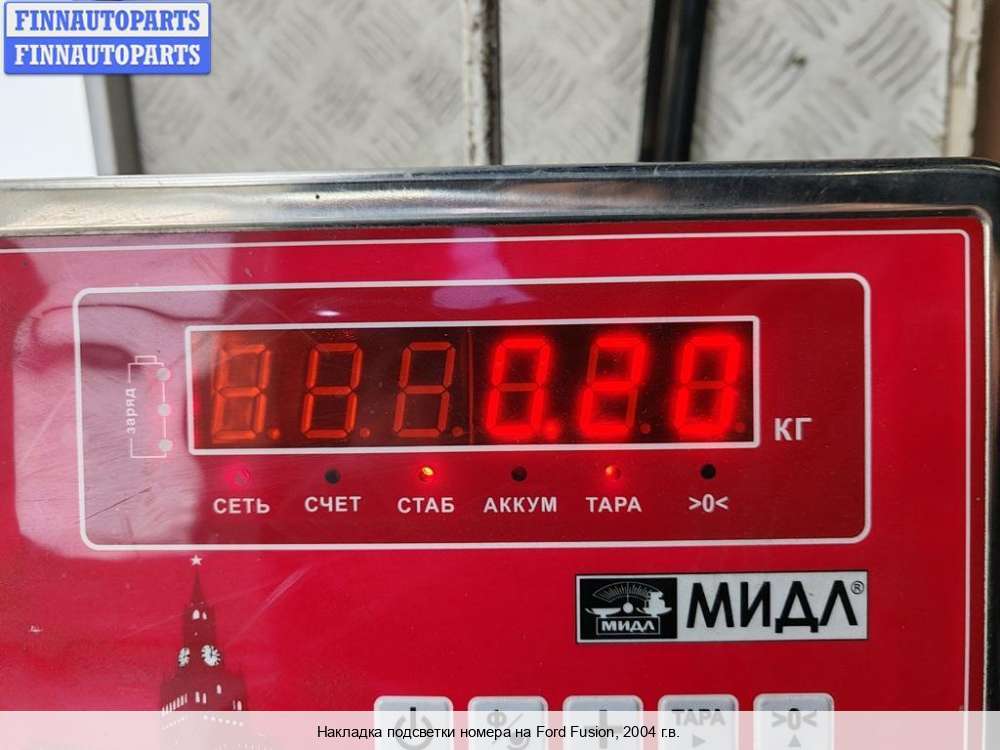 FINNAUTOPARTS
FINNAUTOPARTS
заряд
0.20
КГ
СЕТЬ СЧЕТ СТАБ АККУМ ТАРА >0<
МИДЛ МИДЛ®
ТАРА >0<
Накладка подсветки номера на Ford Fusion, 2004 г.в.